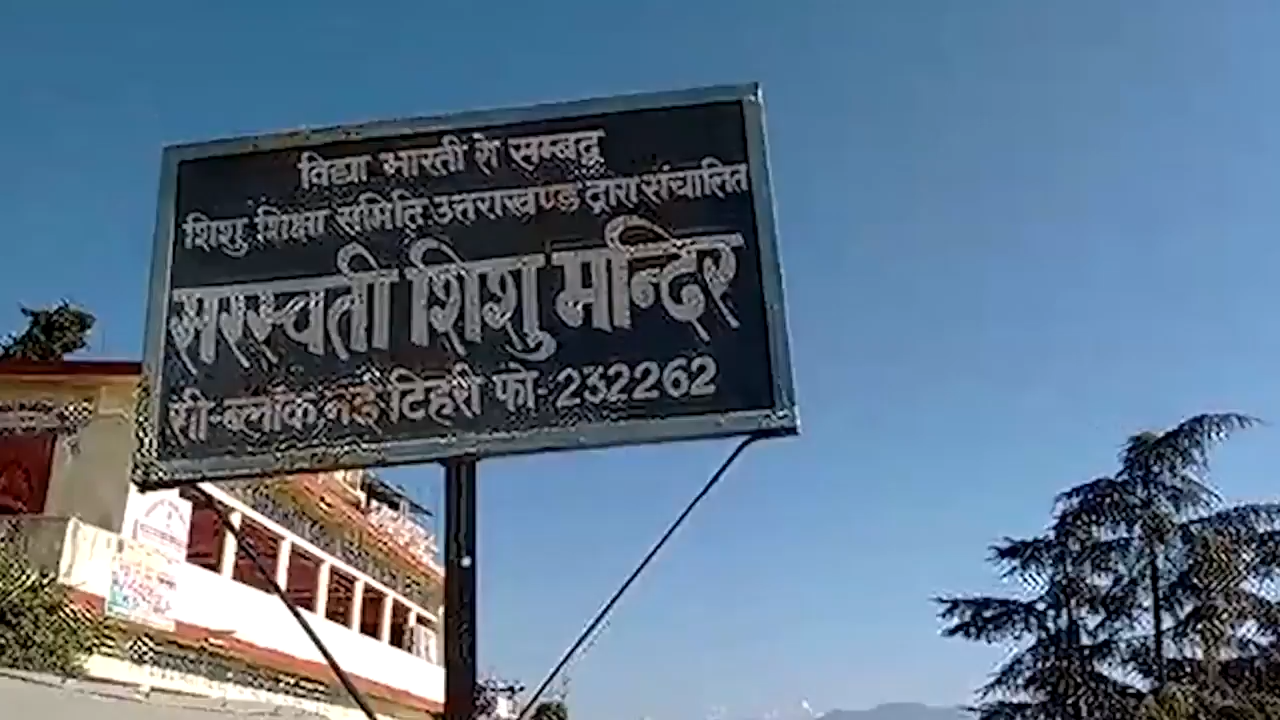 विद्या भारती से सम्बद्ध
शिशु शिक्षा समिति उत्तराखण्ड द्वारा संचालित
सरस्वती शिशु मन्दिर
सी-ब्लॉक नई टिहरी फो-232262